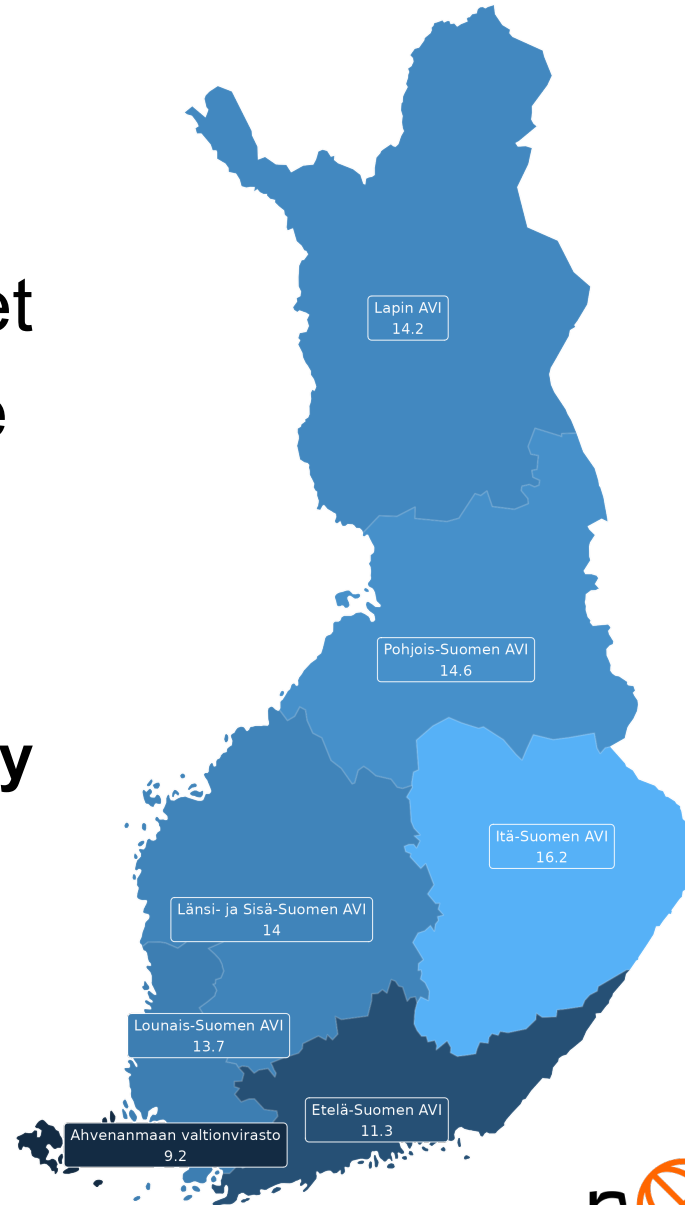 et
e
y
Lapin AVI
14.2
Pohjois-Suomen AVI
14.6
Itä-Suomen AVI
16.2
Länsi- ja Sisä-Suomen AVI
14
Lounais-Suomen AVI
13.7
Etelä-Suomen AVI
11.3
Ahvenanmaan valtionvirasto
9.2